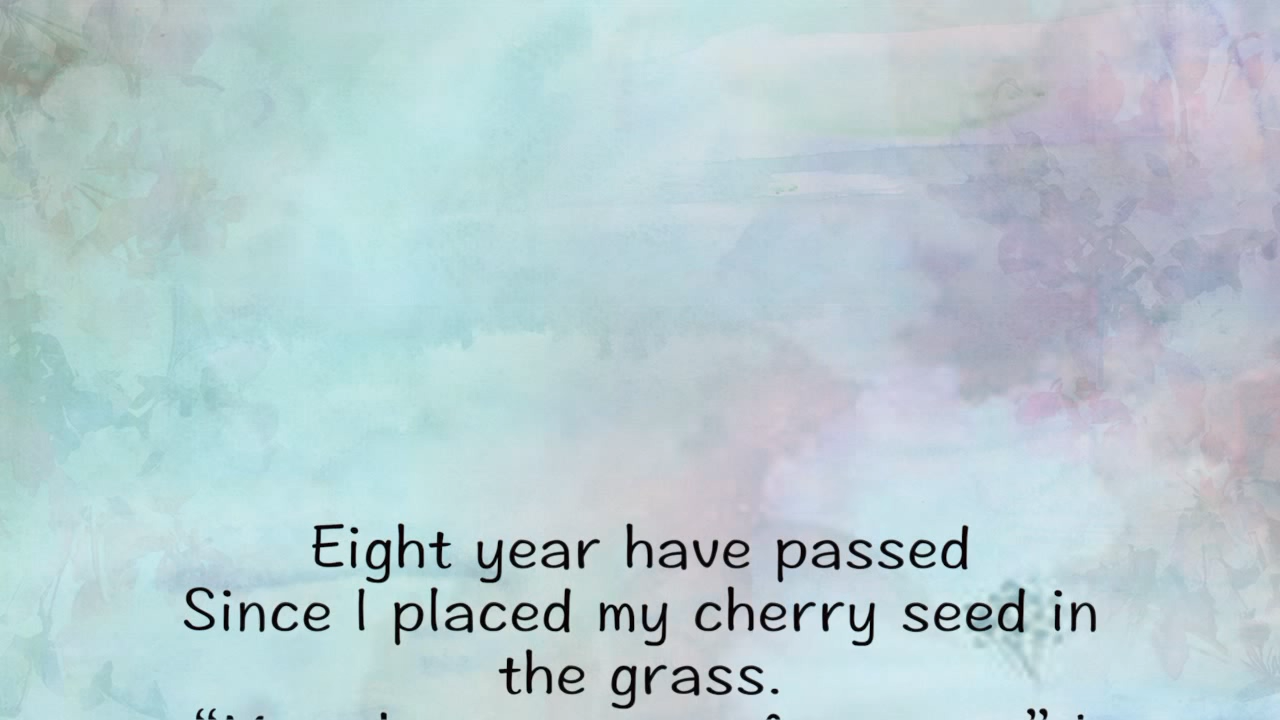 Eight year have passed
Since I placed my cherry seed in
the grass.